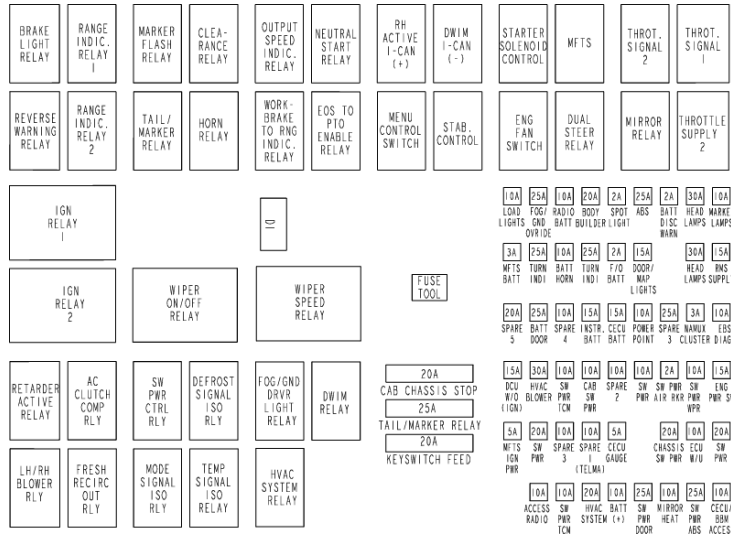 BRAKE LIGHT RELAY
RANGE INDIC. RELAY 1
MARKER FLASH RELAY
CLEA- RANCE RELAY
OUTPUT SPEED INDIC. RELAY
NEUTRAL START RELAY
RH ACTIVE I-CAN (+)
DWIM I-CAN (-)
STARTER SOLENOID CONTROL
MFTS
THROT. SIGNAL 2
THROT. SIGNAL 1
REVERSE WARNING RELAY
RANGE INDIC. RELAY 2
TAIL/ MARKER RELAY
HORN RELAY
WORK- BRAKE TO RNG INDIC. RELAY
EOS TO PTO ENABLE RELAY
MENU CONTROL SWITCH
STAB. CONTROL
ENG FAN SWITCH
DUAL STEER RELAY
MIRROR RELAY
THROTTLE SUPPLY 2
IGN RELAY 1
D1
10A LOAD LIGHTS
25A FOG/ GND OVRIDE
10A RADIO BATT
20A BODY BUILDER
2A SPOT LIGHT
25A ABS
2A BATT DISC WARN
30A HEAD LAMPS
10A MARKE LAMPS
3A MFTS BATT
25A TURN INDI
10A BATT HORN
25A TURN INDI
2A F/O BATT
15A DOOR/ MAP LIGHTS
30A HEAD LAMPS
15A RMS SUPPL
IGN RELAY 2
WIPER ON/OFF RELAY
WIPER SPEED RELAY
FUSE TOOL
20A SPARE 5
25A BATT DOOR
10A SPARE 4
15A INSTR. BATT
15A CECU BATT
10A POWER POINT
25A SPARE 3
3A NAMUX CLUSTER
10A EBS DIAG
RETARDER ACTIVE RELAY
AC CLUTCH COMP RLY
SW PWR CTRL RLY
DEFROST SIGNAL ISO RLY
FOG/GND DRVR LIGHT RELAY
DWIM RELAY
20A
CAB CHASSIS STOP
25A
TAIL/MARKER RELAY
20A
KEYSWITCH FEED
15A DCU W/O (IGN)
30A HVAC BLOWER
10A SW PWR TCM
10A CAB SW PWR
10A SPARE 2
10A SW PWR
2A SW PWR AIR BKR
10A SW PWR WPR
15A ENG PWR S
5A MFTS IGN PWR
20A SW PWR
10A SPARE 3
10A SPARE 1 (TELMA)
5A CECU GAUGE
20A CHASSIS SW PWR
10A ECU W/U
20A SW PWR
LH/RH BLOWER RLY
FRESH RECIRC OUT RLY
MODE SIGNAL ISO RLY
TEMP SIGNAL ISO RELAY
HVAC SYSTEM RELAY
10A ACCESS RADIO
10A SW PWR TCM
20A HVAC SYSTEM
10A BATT (+)
25A SW PWR DOOR
10A MIRROR HEAT
25A SW PWR ABS
10A CECU/ BBM ACCES